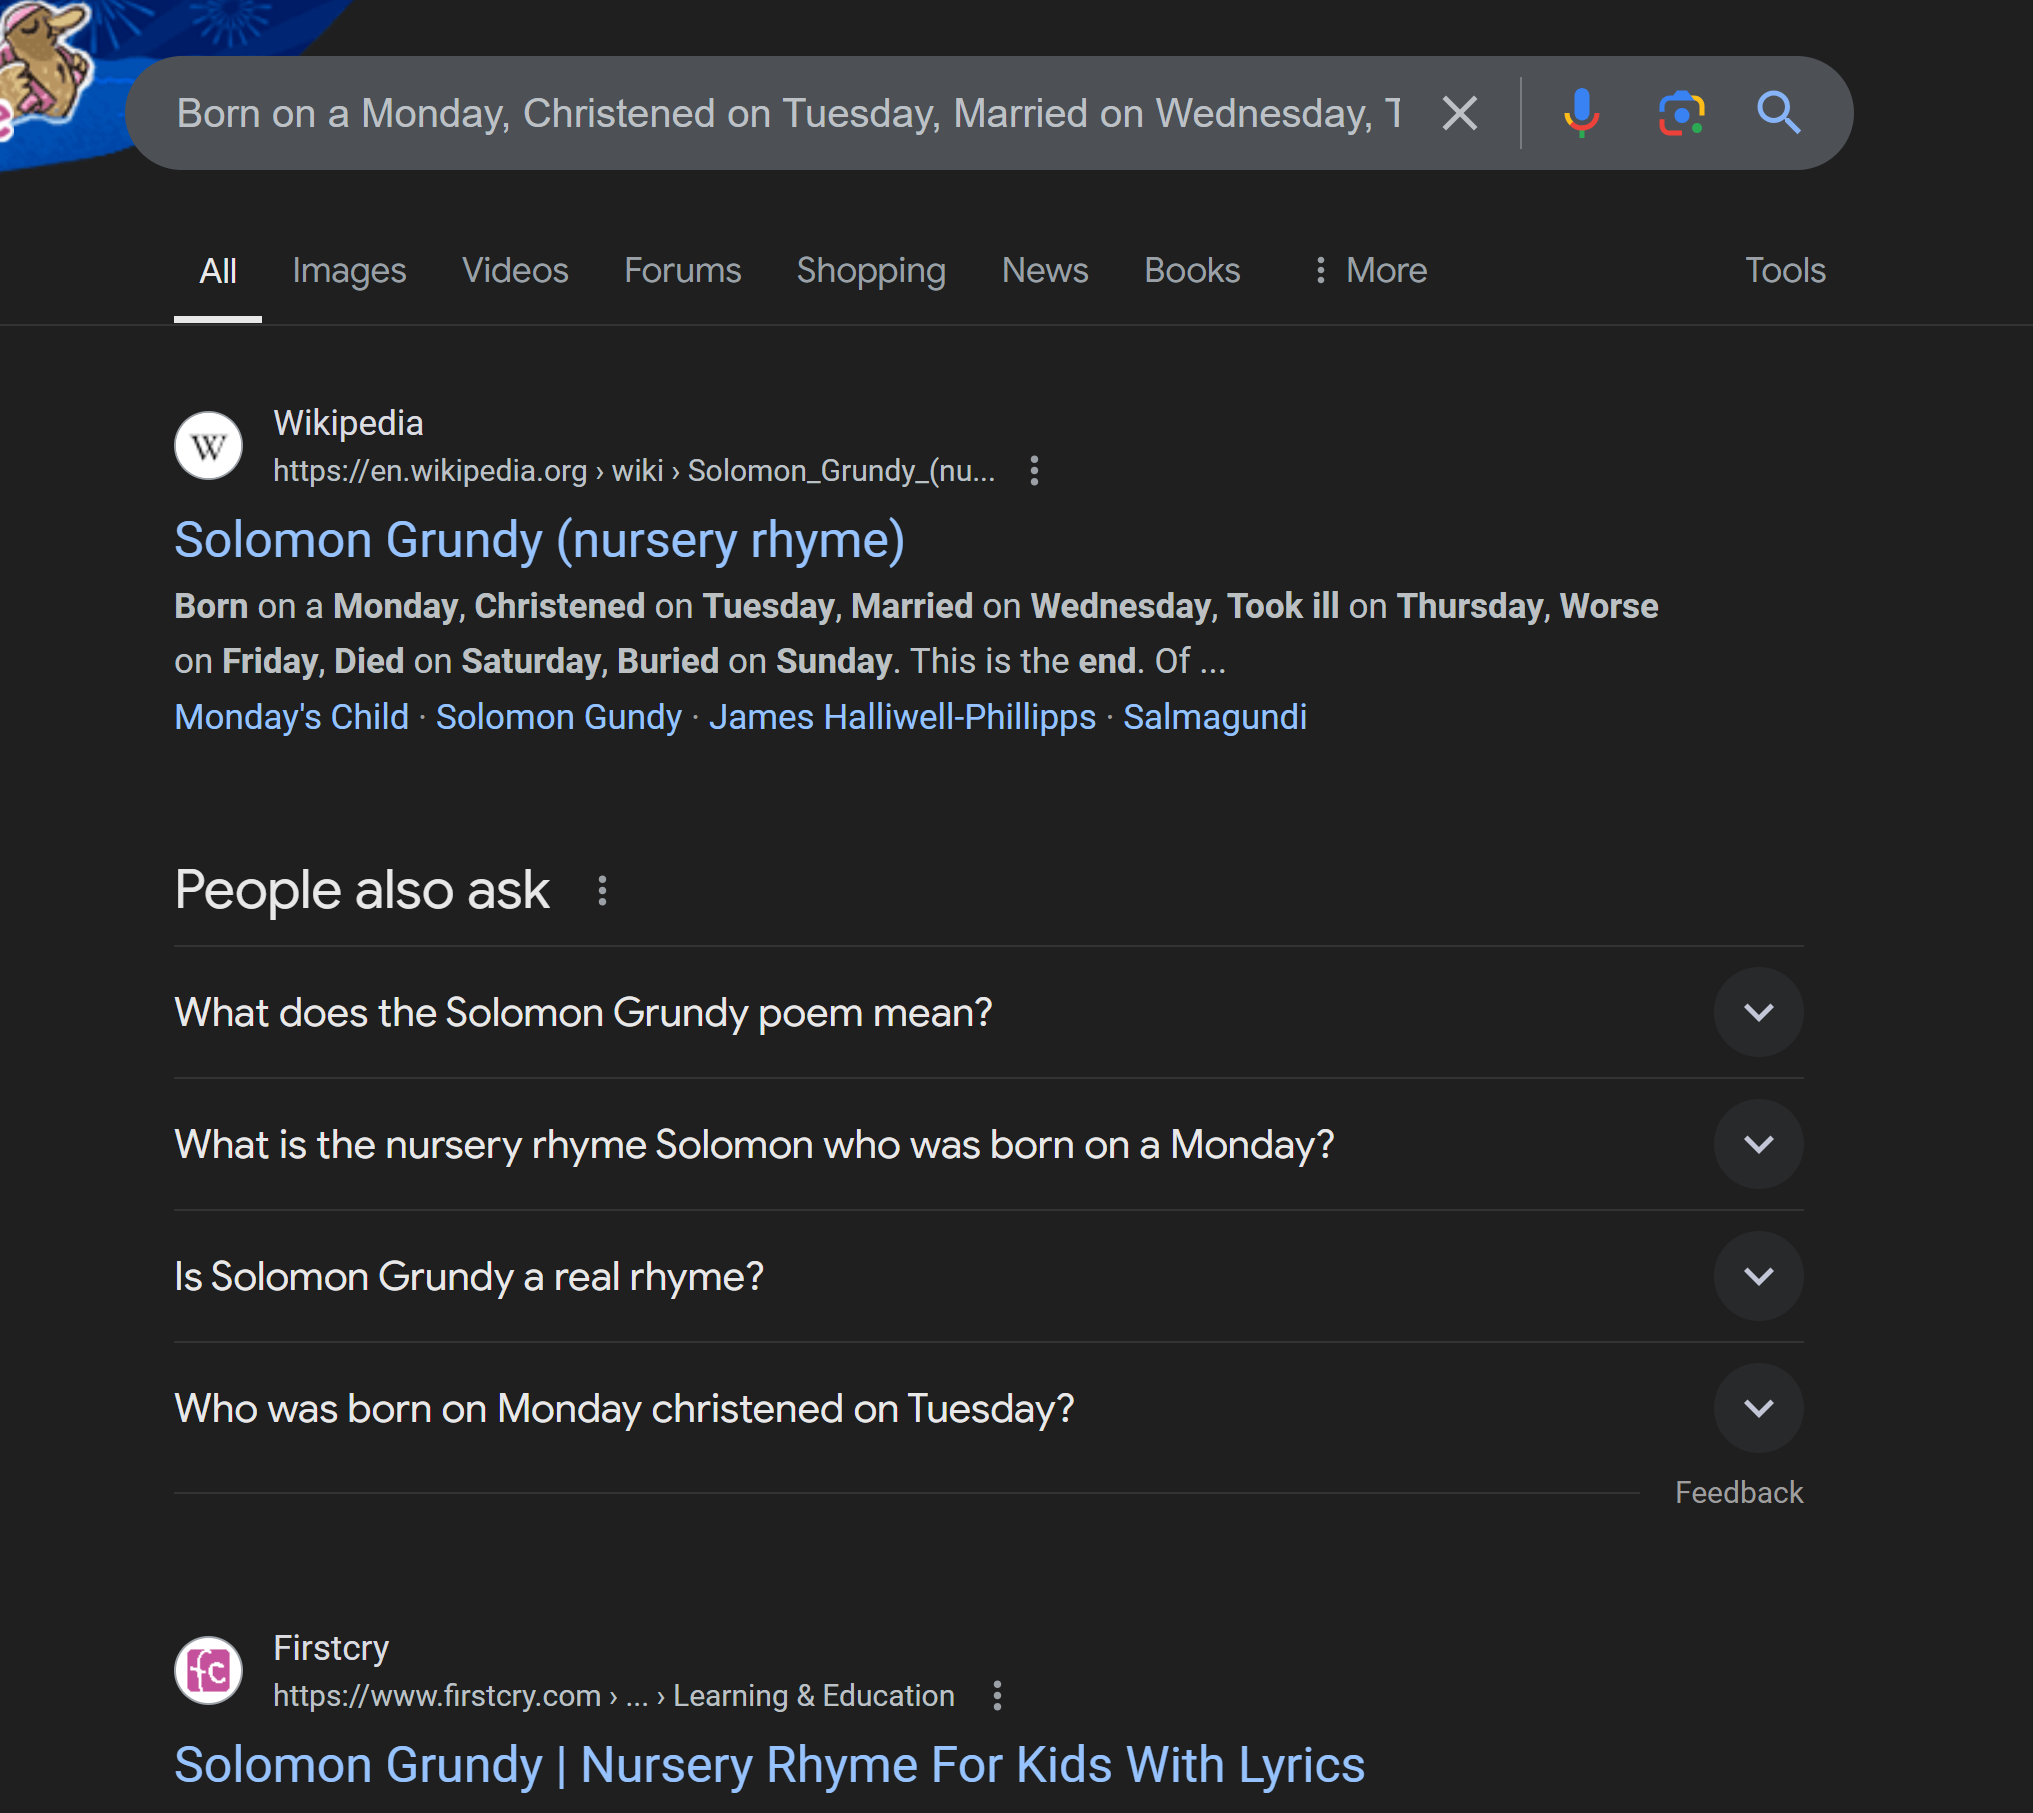 e
Born on a Monday, Christened on Tuesday, Married on Wednesday, T
All Images Videos Forums Shopping News Books More Tools
W
Wikipedia
https://en.wikipedia.org › wiki › Solomon_Grundy_(nu...
Solomon Grundy (nursery rhyme)
Born on a Monday, Christened on Tuesday, Married on Wednesday, Took ill on Thursday, Worse
on Friday, Died on Saturday, Buried on Sunday. This is the end. Of ...
Monday's Child · Solomon Gundy · James Halliwell-Phillipps · Salmagundi
People also ask
What does the Solomon Grundy poem mean?
What is the nursery rhyme Solomon who was born on a Monday?
Is Solomon Grundy a real rhyme?
Who was born on Monday christened on Tuesday?
Feedback
fc
Firstcry
https://www.firstcry.com › ... › Learning & Education
Solomon Grundy | Nursery Rhyme For Kids With Lyrics